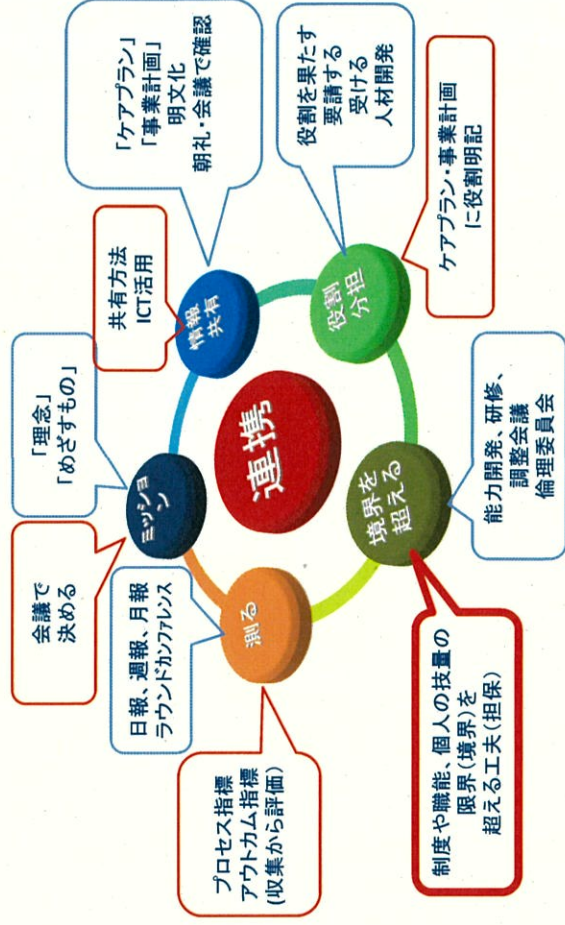 会議で
決める
「理念」
「めざすもの」
ミッショ
ン
共有方法
ICT活用
情報
共有
「ケアプラン」
「事業計画」
明文化
朝礼・会議で確認
日報、週報、月報
ラウンドカンファレンス
測る
プロセス指標
アウトカム指標
(収集から評価)
連携
役割
分担
役割を果たす
要請する
受ける
人材開発
ケアプラン・事業計画
に役割明記
境界を
超える
能力開発、研修、
調整会議
倫理委員会
制度や職能、個人の技量の
限界(境界)を
超える工夫(担保)